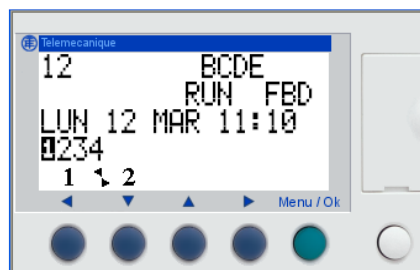 Telemecanique
12 BCDE
RUN FBD
LUN 12 MAR 11:10
1234
1 2
Menu / Ok